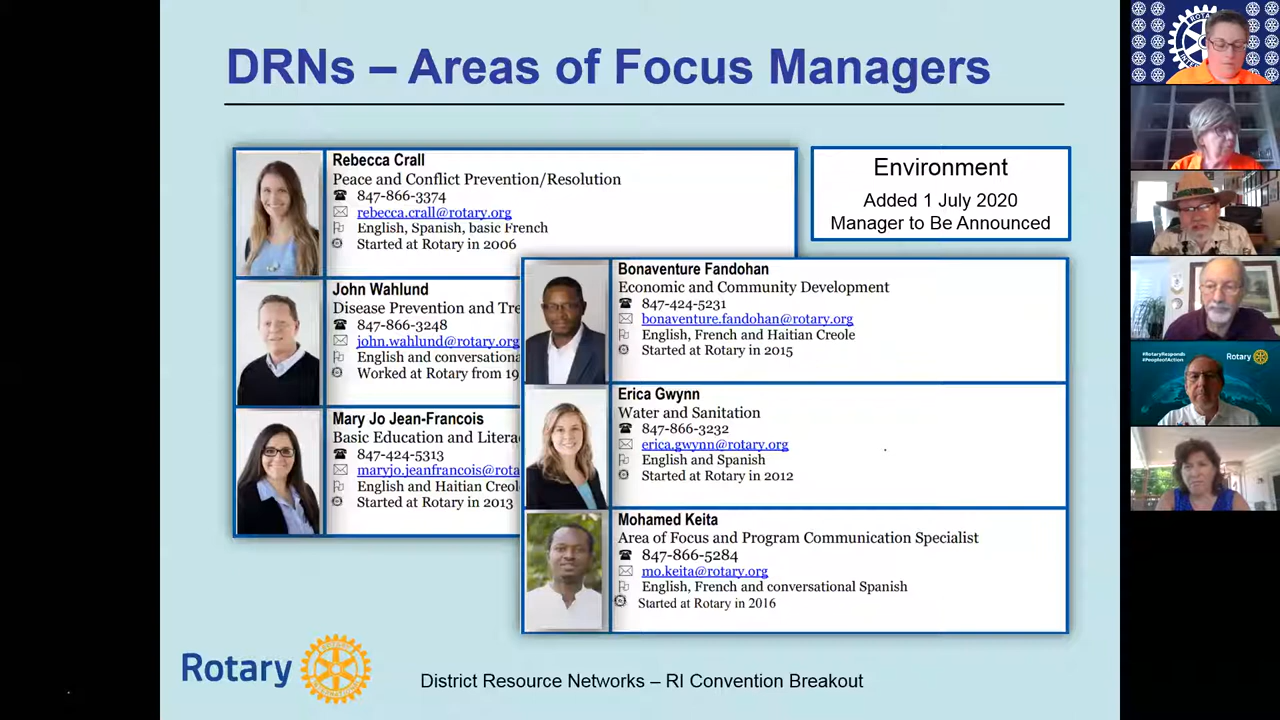 DRNs – Areas of Focus Managers
Rebecca Crall
Peace and Conflict Prevention/Resolution
847-866-3374
rebecca.crall@rotary.org
English, Spanish, basic French
Started at Rotary in 2006
John Wahlund
Disease Prevention and Tre
847-866-3248
john.wahlund@rotary.org
English and conversationa
Worked at Rotary from 19
Mary Jo Jean-Francois
Basic Education and Litera
847-424-5313
maryjo.jeanfrancois@rota
English and Haitian Creol
Started at Rotary in 2013
Environment
Added 1 July 2020
Manager to Be Announced
Bonaventure Fandohan
Economic and Community Development
847-424-5231
bonaventure.fandohan@rotary.org
English, French and Haitian Creole
Started at Rotary in 2015
Erica Gwynn
Water and Sanitation
847-866-3232
erica.gwynn@rotary.org
English and Spanish
Started at Rotary in 2012
Mohamed Keita
Area of Focus and Program Communication Specialist
847-866-5284
mo.keita@rotary.org
English, French and conversational Spanish
Started at Rotary in 2016
Rotary
ROTARY
INTERNATIONAL
District Resource Networks – RI Convention Breakout
#RotaryResponds
#PeopleofAction
Rotary